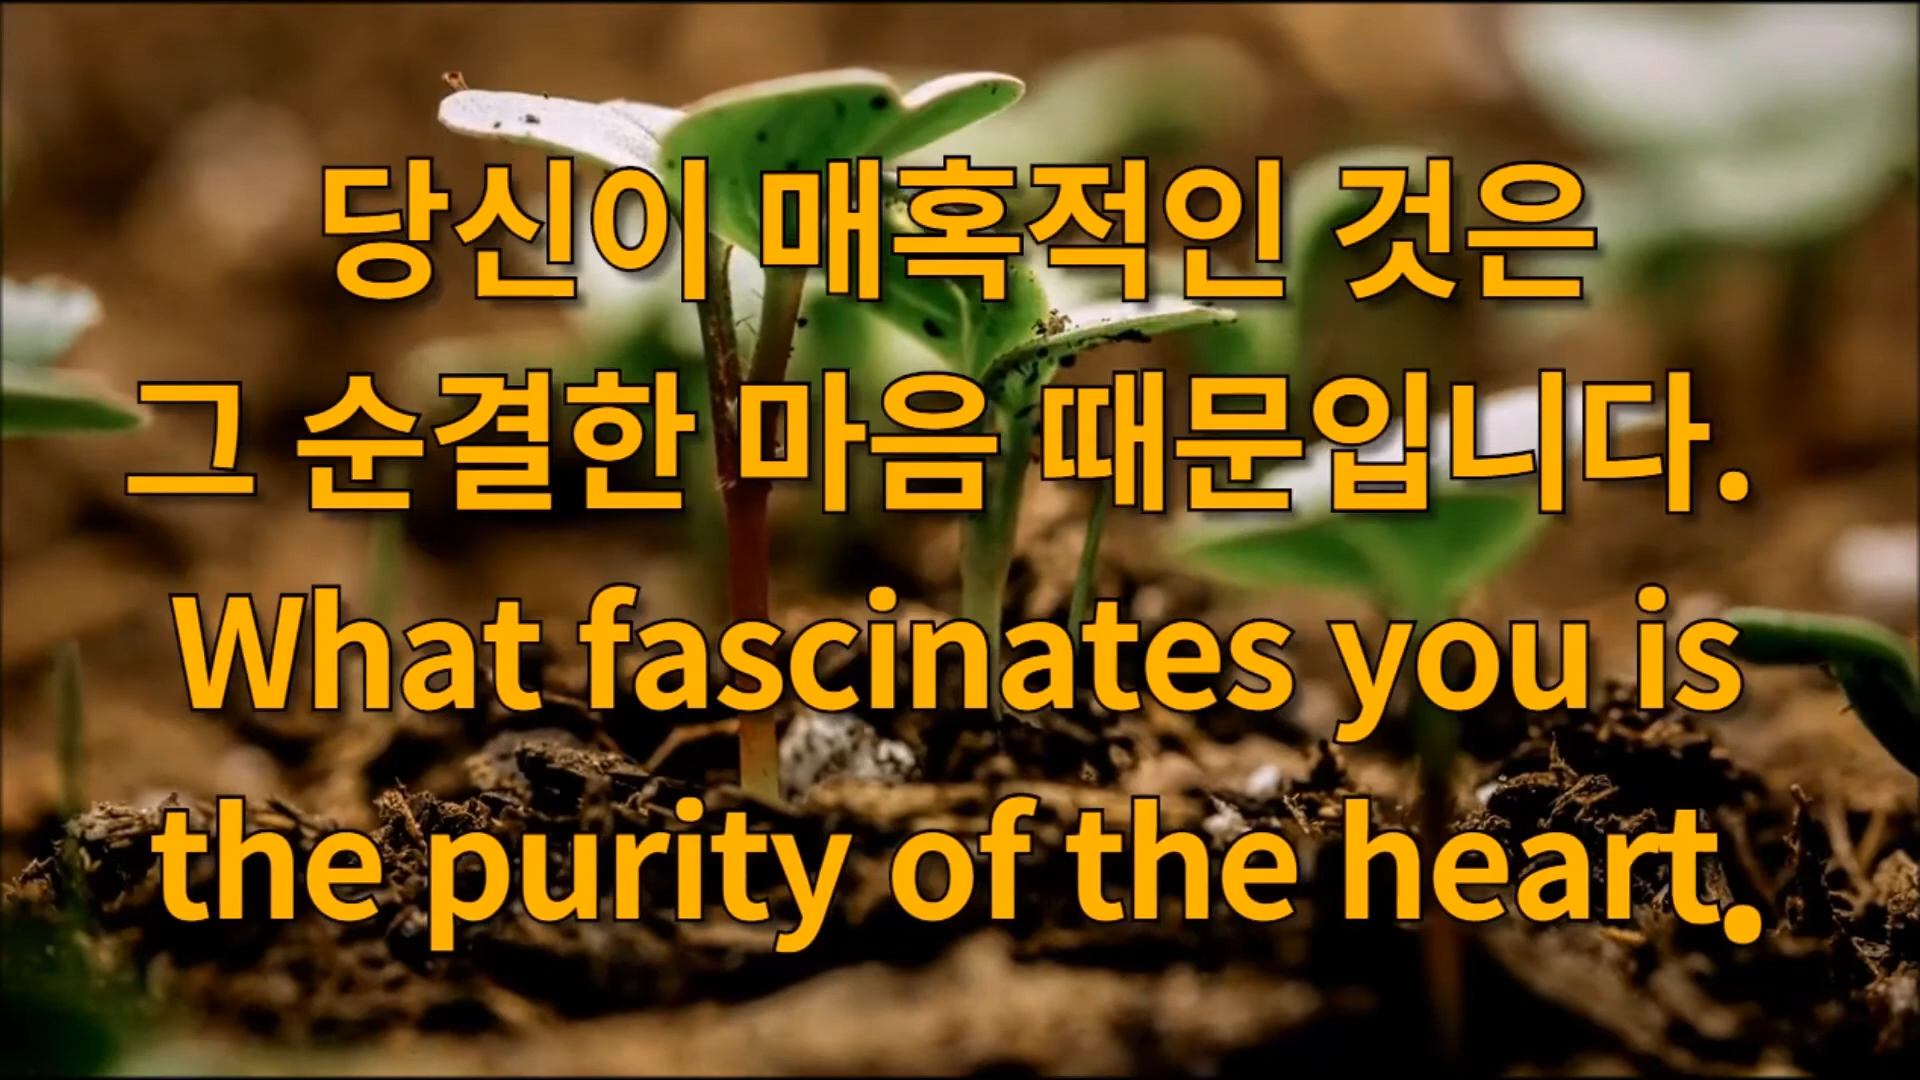 당신이 매혹적인 것은
그 순결한 마음 때문입니다.
What fascinates you is
the purity of the heart.